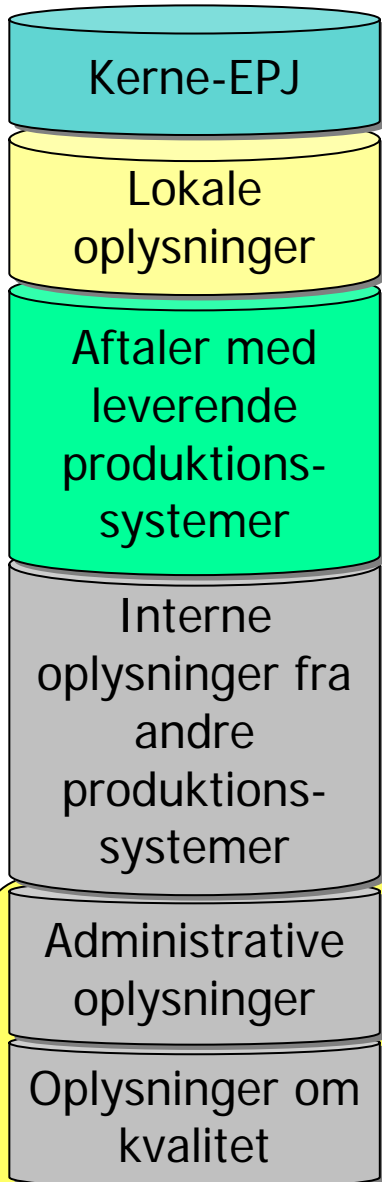 Kerne-EPJ
Lokale
oplysninger
Aftaler med
leverende
produktions-
systemer
Interne
oplysninger fra
andre
produktions-
systemer
Administrative
oplysninger
Oplysninger om
kvalitet